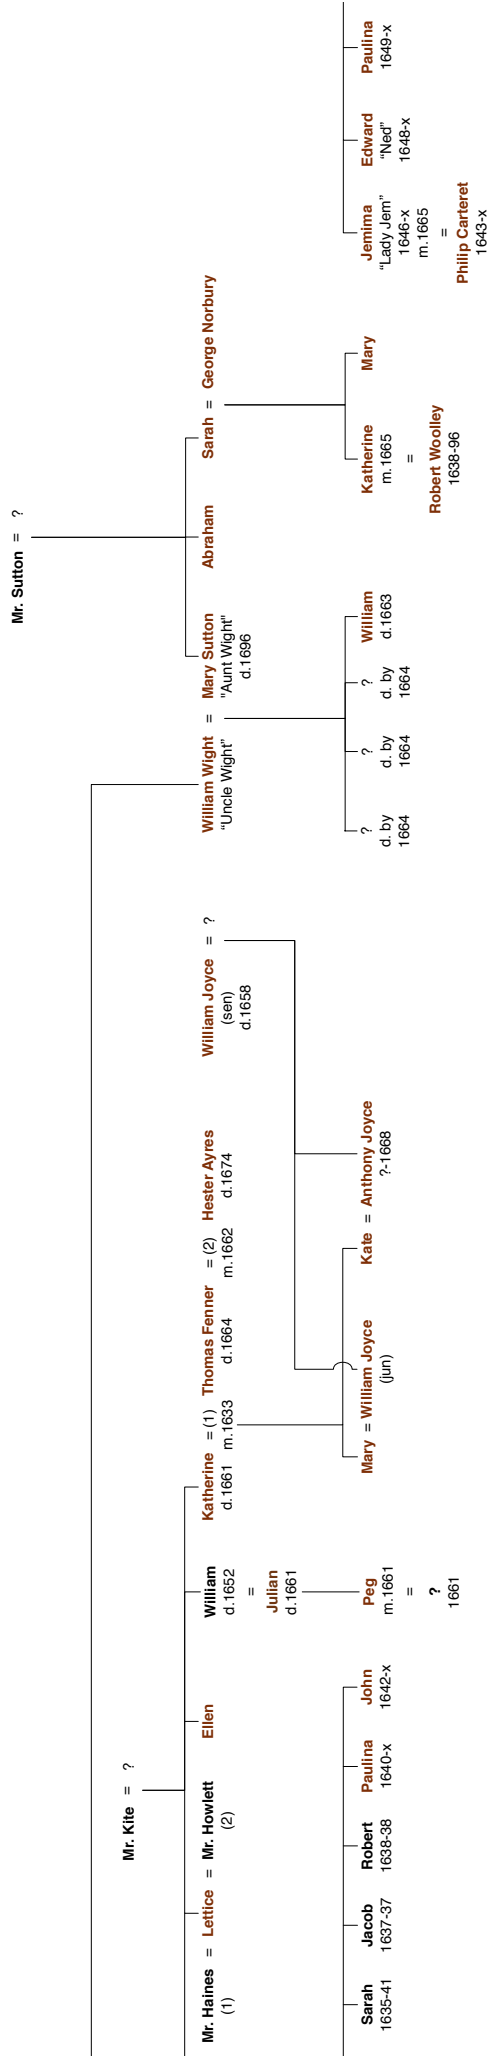 Mr. Sutton = ?
Mr. Kite = ?
Mr. Haines = Lettice = Mr. Howlett
(1)
(2)
Ellen
William
d.1652
=
Julian
d.1661
Katherine = (1) Thomas Fenner = (2) Hester Ayres
d.1661
m.1633
d.1664
m.1662
d.1674
William Joyce = ?
(sen)
d.1658
William Wight = Mary Sutton
“Uncle Wight”
"Aunt Wight"
d.1696
Abraham
Sarah = George Norbury
Sarah
1635-41
Jacob
1637-37
Robert
1638-38
Paulina
1640-x
John
1642-x
Peg
m.1661
=
?
1661
Mary = William Joyce
(jun)
Kate = Anthony Joyce
?-1668
?
d. by
1664
?
d. by
1664
?
d. by
1664
William
d.1663
Katherine
m.1665
=
Robert Woolley
1638-96
Mary
Jemima
“Lady Jem”
1646-x
m.1665
=
Philip Carteret
1643-x
Edward
“Ned”
1648-x
Paulina
1649-x